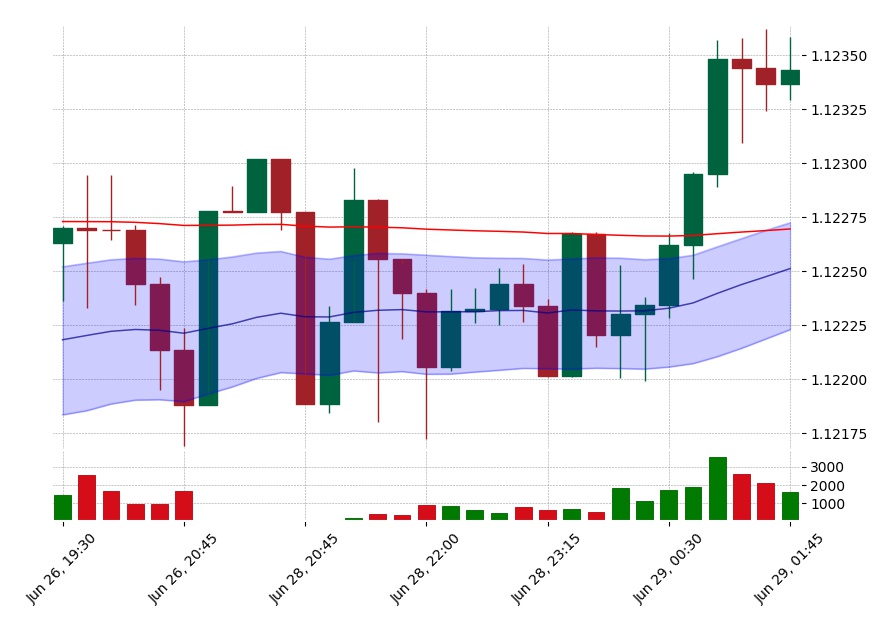 1.12350
1.12325
1.12300
1.12275
1.12250
1.12225
1.12200
1.12175
3000
2000
1000
Jun 26, 19:30
Jun 26, 20:45
Jun 28, 20:45
Jun 28, 22:00
Jun 28, 23:15
Jun 29, 00:30
Jun 29, 01:45